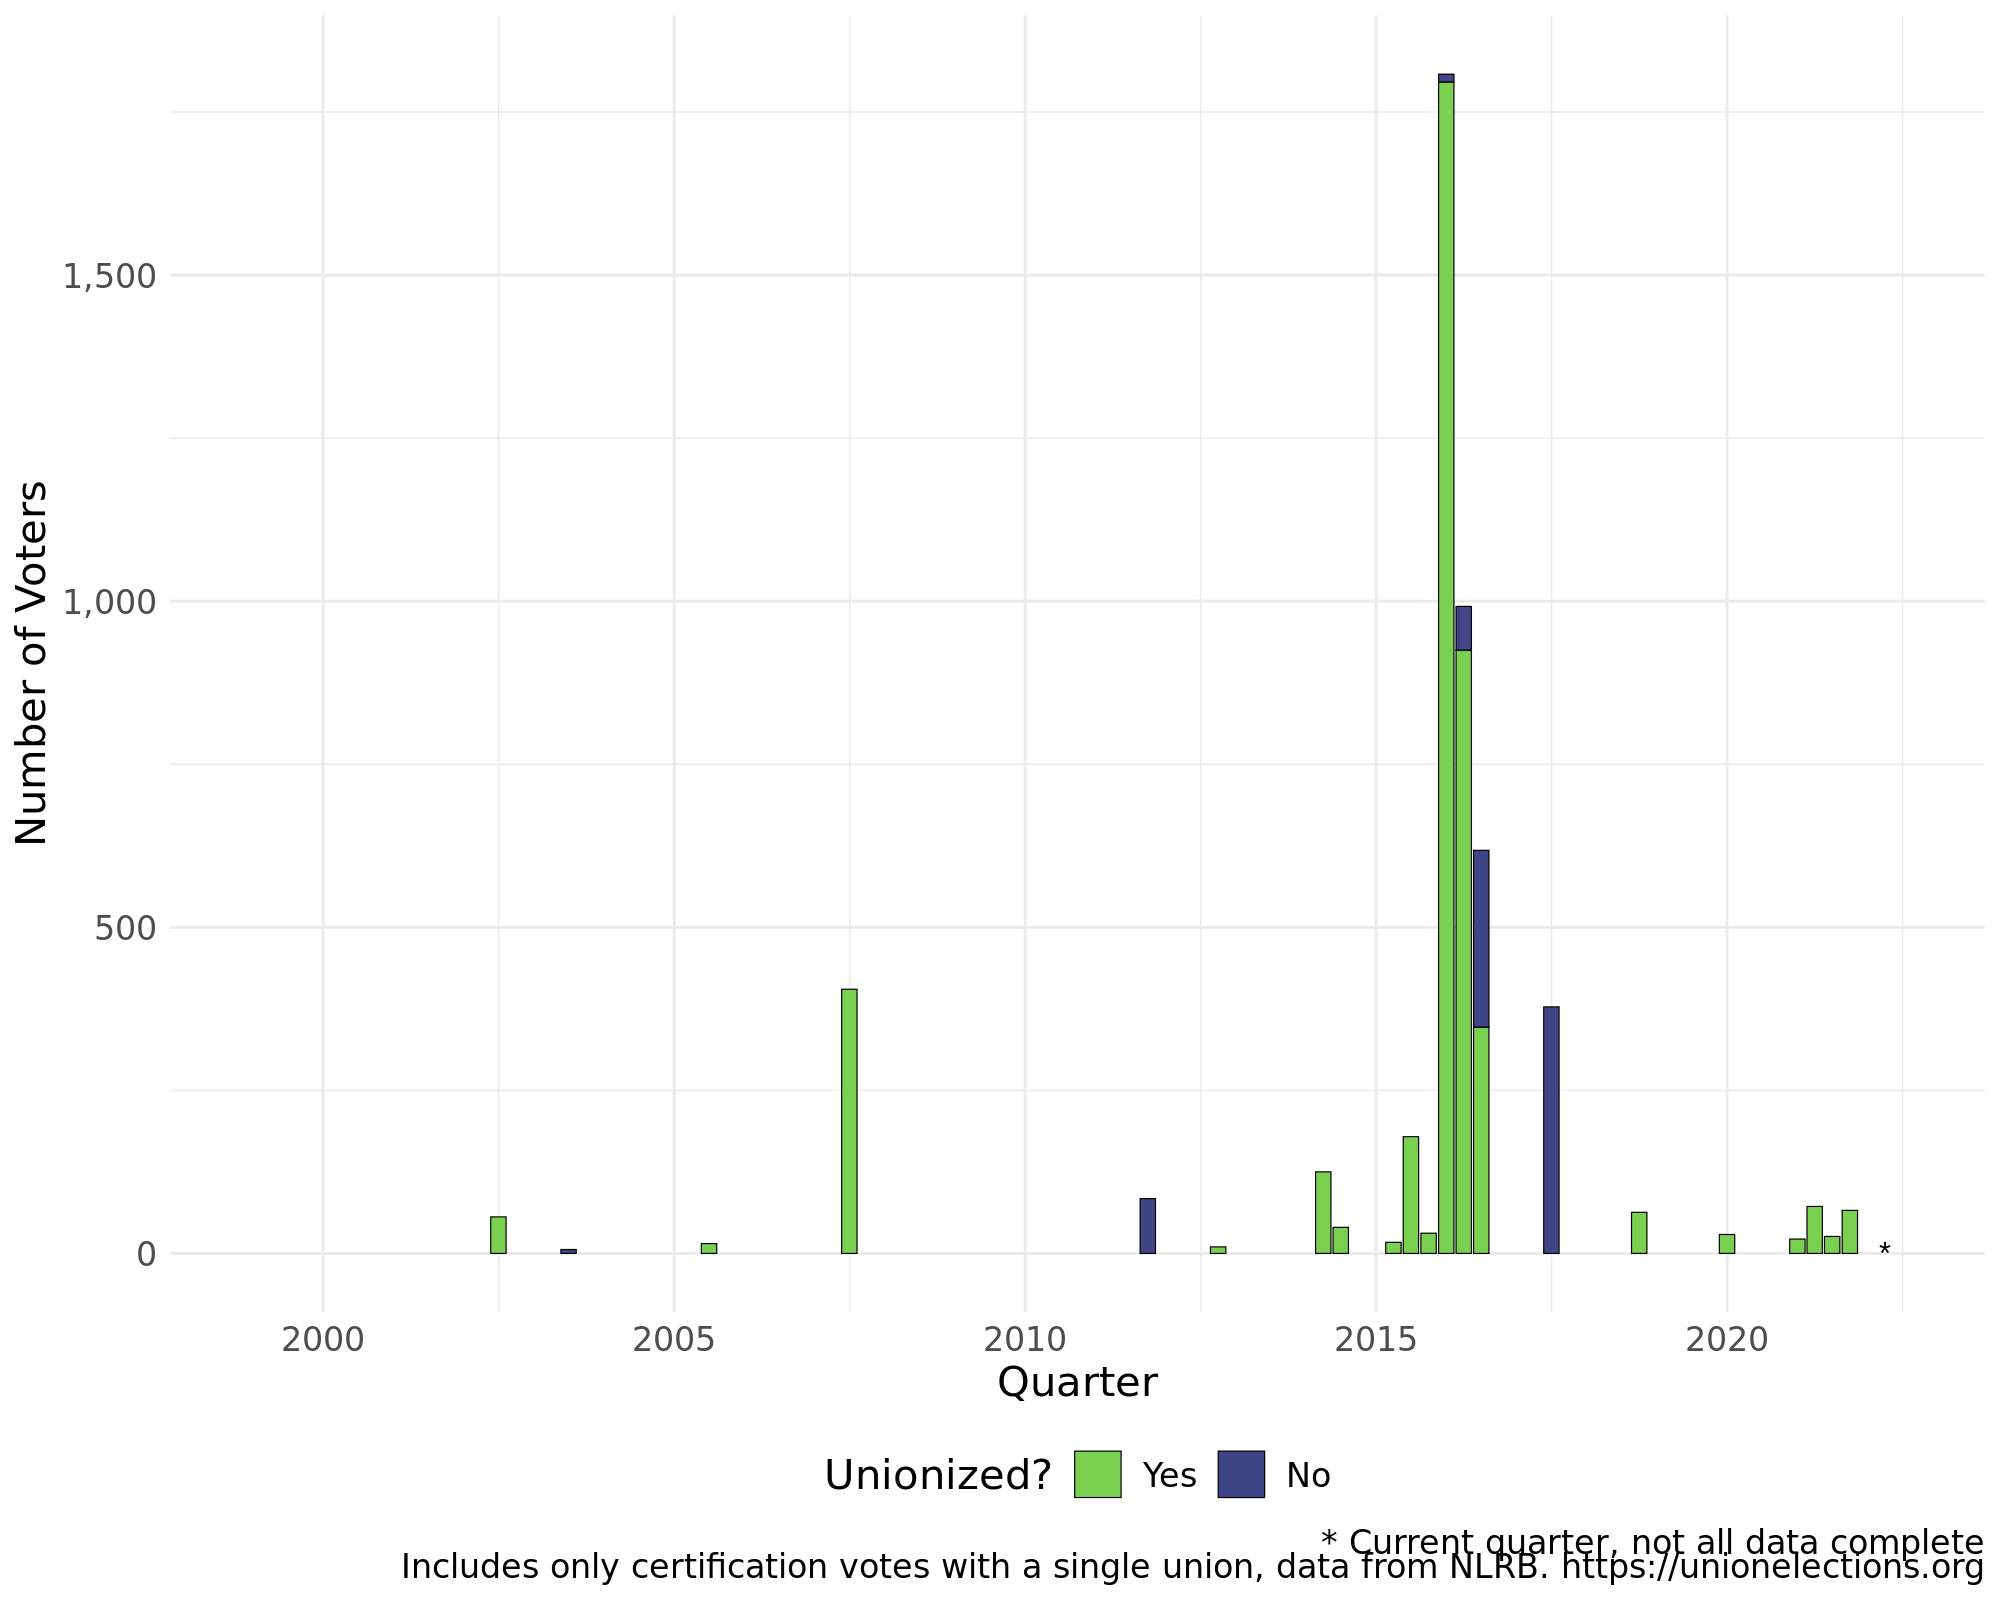 Number of Voters
1,500
1,000
500
0
*
2000 2005 2010 2015 2020
Quarter
Unionized? Yes No
* Current quarter, not all data complete
Includes only certification votes with a single union, data from NLRB. https://unionelections.org